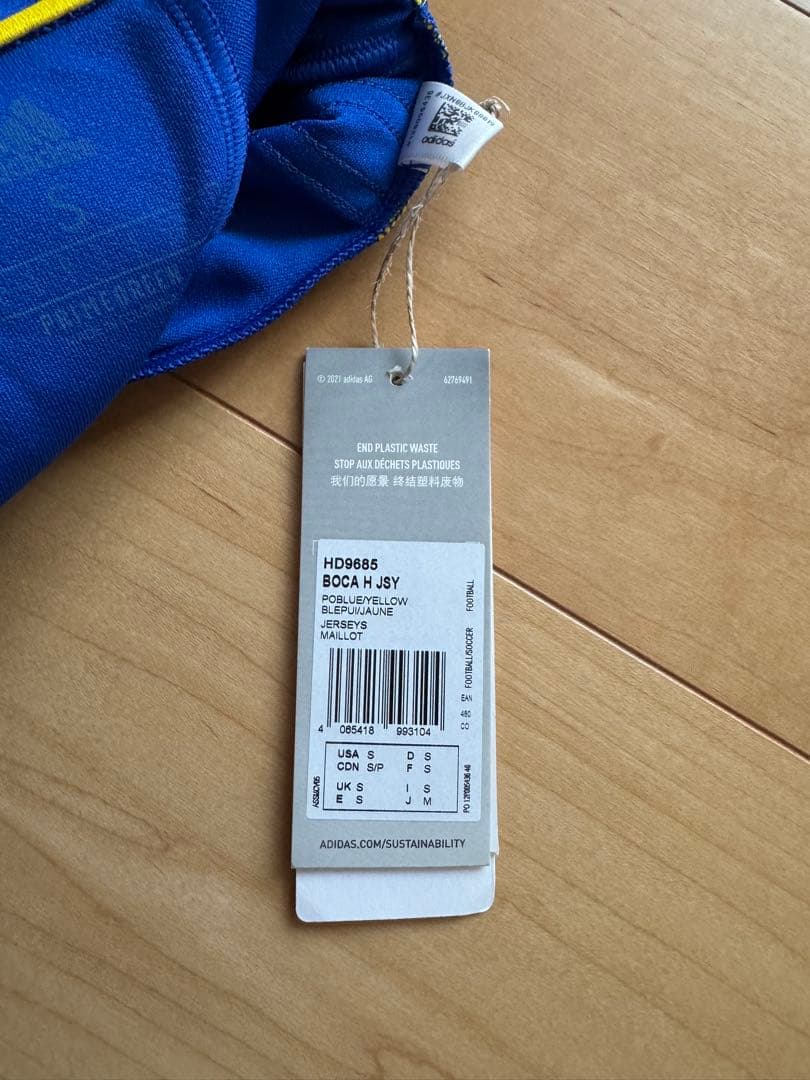 adidas
S
PRIMEGREEN
© 2021 adidas AG
62769491
END PLASTIC WASTE
STOP AUX DÉCHETS PLASTIQUES
我们的愿景 终结塑料废物
HD9685
BOCA H JSY
POBLUE/YELLOW
BLEPUI/JAUNE
JERSEYS
MAILLOT
FOOTBALL/SOCCER FOOTBALL
EAN
460
CO
4 065418 993104
USA S D S
CDN S/P F S
UK S I S
E S J M
ADIDAS.COM/SUSTAINABILITY